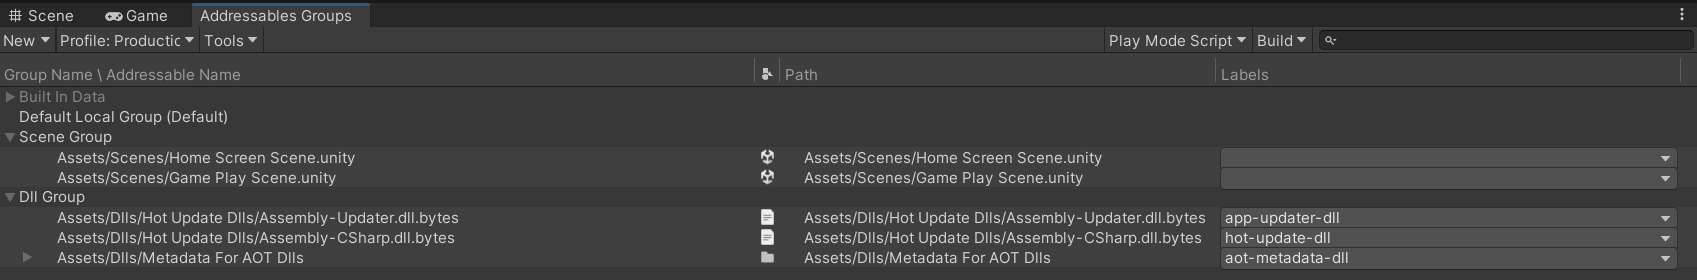 Scene Game Addressables Groups
New Profile: Productic Tools Play Mode Script Build
Group Name \ Addressable Name Path Labels
Built In Data
Default Local Group (Default)
Scene Group
Assets/Scenes/Home Screen Scene.unity Assets/Scenes/Home Screen Scene.unity
Assets/Scenes/Game Play Scene.unity Assets/Scenes/Game Play Scene.unity
Dll Group
Assets/Dlls/Hot Update Dlls/Assembly-Updater.dll.bytes Assets/Dlls/Hot Update Dlls/Assembly-Updater.dll.bytes app-updater-dll
Assets/Dlls/Hot Update Dlls/Assembly-CSharp.dll.bytes Assets/Dlls/Hot Update Dlls/Assembly-CSharp.dll.bytes hot-update-dll
Assets/Dlls/Metadata For AOT Dlls Assets/Dlls/Metadata For AOT Dlls aot-metadata-dll